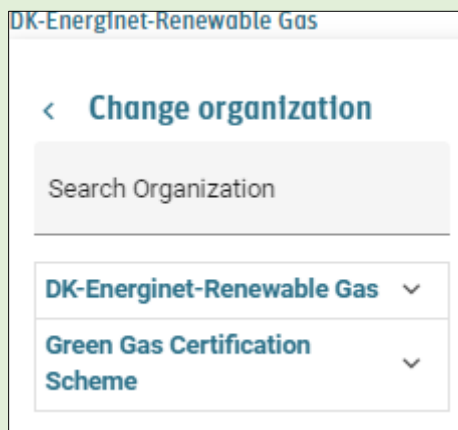 DK-Energinet-Renewable Gas
Change organization
Search Organization
DK-Energinet-Renewable Gas
Green Gas Certification
Scheme